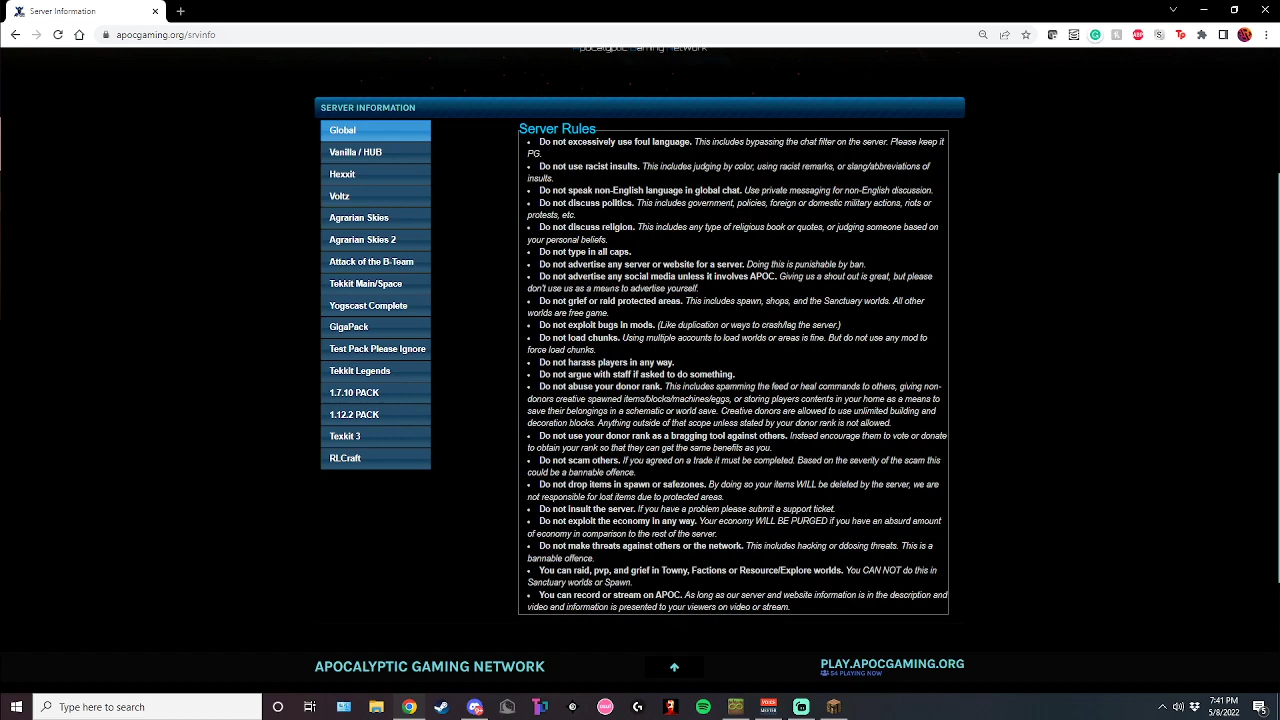 Server Information
apocgaming.org/srvinfo
Apocalyptic Gaming Network
SERVER INFORMATION
Global
Vanilla / HUB
Hexxit
Voltz
Agrarian Skies
Agrarian Skies 2
Attack of the B-Team
Tekkit Main/Space
Yogscast Complete
GigaPack
Test Pack Please Ignore
Tekkit Legends
1.7.10 PACK
1.12.2 PACK
Texkit 3
RLCraft
Server Rules
Do not excessively use foul language. This includes bypassing the chat filter on the server. Please keep it
PG.
Do not use racist insults. This includes judging by color, using racist remarks, or slang/abbreviations of
insults.
Do not speak non-English language in global chat. Use private messaging for non-English discussion.
Do not discuss politics. This includes government, policies, foreign or domestic military actions, riots or
protests, etc.
Do not discuss religion. This includes any type of religious book or quotes, or judging someone based on
your personal beliefs.
Do not type in all caps.
Do not advertise any server or website for a server. Doing this is punishable by ban.
Do not advertise any social media unless it involves APOC. Giving us a shout out is great, but please
don't use us as a means to advertise yourself.
Do not grief or raid protected areas. This includes spawn, shops, and the Sanctuary worlds. All other
worlds are free game.
Do not exploit bugs in mods. (Like duplication or ways to crash/lag the server.)
Do not load chunks. Using multiple accounts to load worlds or areas is fine. But do not use any mod to
force load chunks.
Do not harass players in any way.
Do not argue with staff if asked to do something.
Do not abuse your donor rank. This includes spamming the feed or heal commands to others, giving non-
donors creative spawned items/blocks/machines/eggs, or storing players contents in your home as a means to
save their belongings in a schematic or world save. Creative donors are allowed to use unlimited building and
decoration blocks. Anything outside of that scope unless stated by your donor rank is not allowed.
Do not use your donor rank as a bragging tool against others. Instead encourage them to vote or donate
to obtain your rank so that they can get the same benefits as you.
Do not scam others. If you agreed on a trade it must be completed. Based on the severity of the scam this
could be a bannable offence.
Do not drop items in spawn or safezones. By doing so your items WILL be deleted by the server, we are
not responsible for lost items due to protected areas.
Do not insult the server. If you have a problem please submit a support ticket.
Do not exploit the economy in any way. Your economy WILL BE PURGED if you have an absurd amount
of economy in comparison to the rest of the server.
Do not make threats against others or the network. This includes hacking or ddosing threats. This is a
bannable offence.
You can raid, pvp, and grief in Towny, Factions or Resource/Explore worlds. You CAN NOT do this in
Sanctuary worlds or Spawn.
You can record or stream on APOC. As long as our server and website information is in the description and
video and information is presented to your viewers on video or stream.
APOCALYPTIC GAMING NETWORK
PLAY.APOCGAMING.ORG
54 PLAYING NOW
Type here to search
7:41 PM
5/8/2022